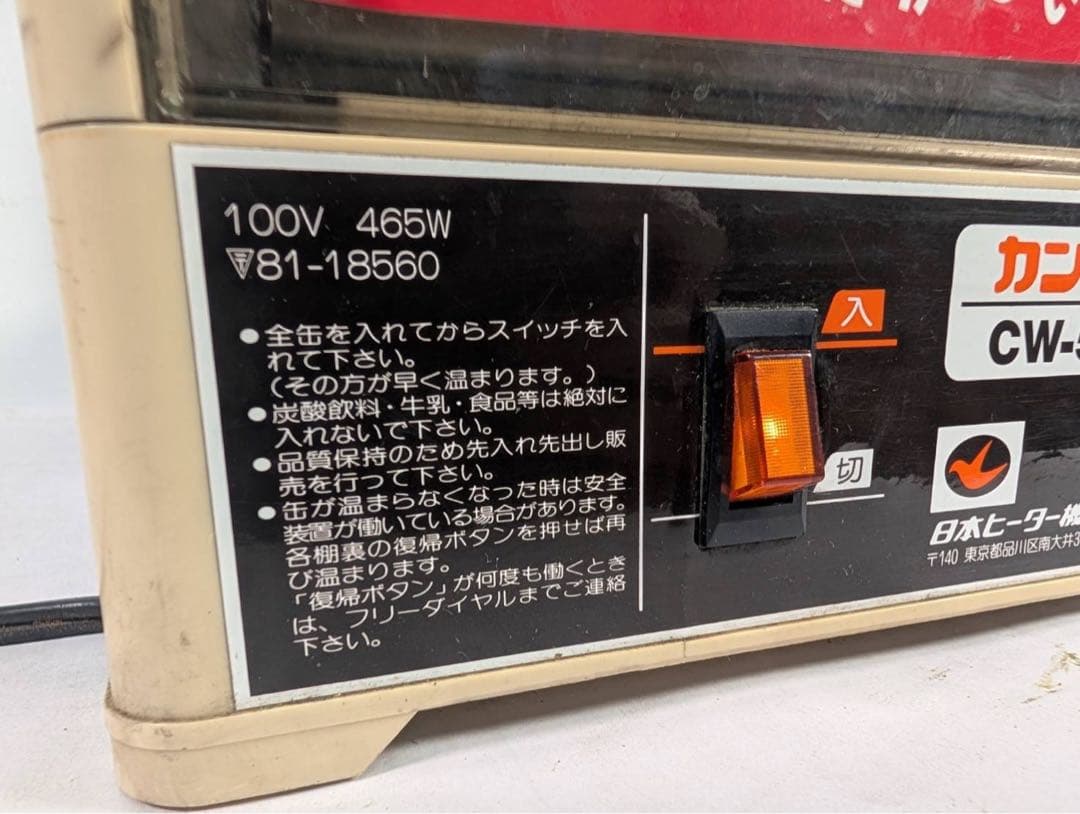 100V 465W
81-18560
●全缶を入れてからスイッチを入
れて下さい。
(その方が早く温まります。)
●炭酸飲料・牛乳・食品等は絶対に
入れないで下さい。
●品質保持のため先入れ先出し販
売を行って下さい。
●缶が温まらなくなった時は安全
装置が働いている場合があります。
各棚裏の復帰ボタンを押せば再
び温まります。
「復帰ボタン」が何度も働くとき
は、フリーダイヤルまでご連絡
下さい。
入
切
カン
CW-5
日本ヒーター機
〒140 東京都品川区南大井3